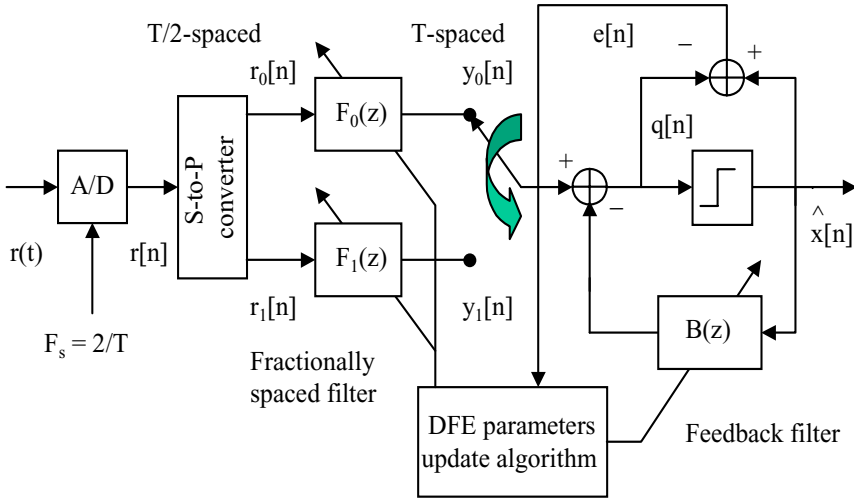 T/2-spaced
T-spaced
e[n]
−
+
r₀[n]
y₀[n]
F₀(z)
q[n]
A/D
S-to-P
converter
+
−
r(t)
r[n]
F₁(z)
^
x[n]
r₁[n]
y₁[n]
B(z)
Fₛ = 2/T
Fractionally
spaced filter
DFE parameters
update algorithm
Feedback filter